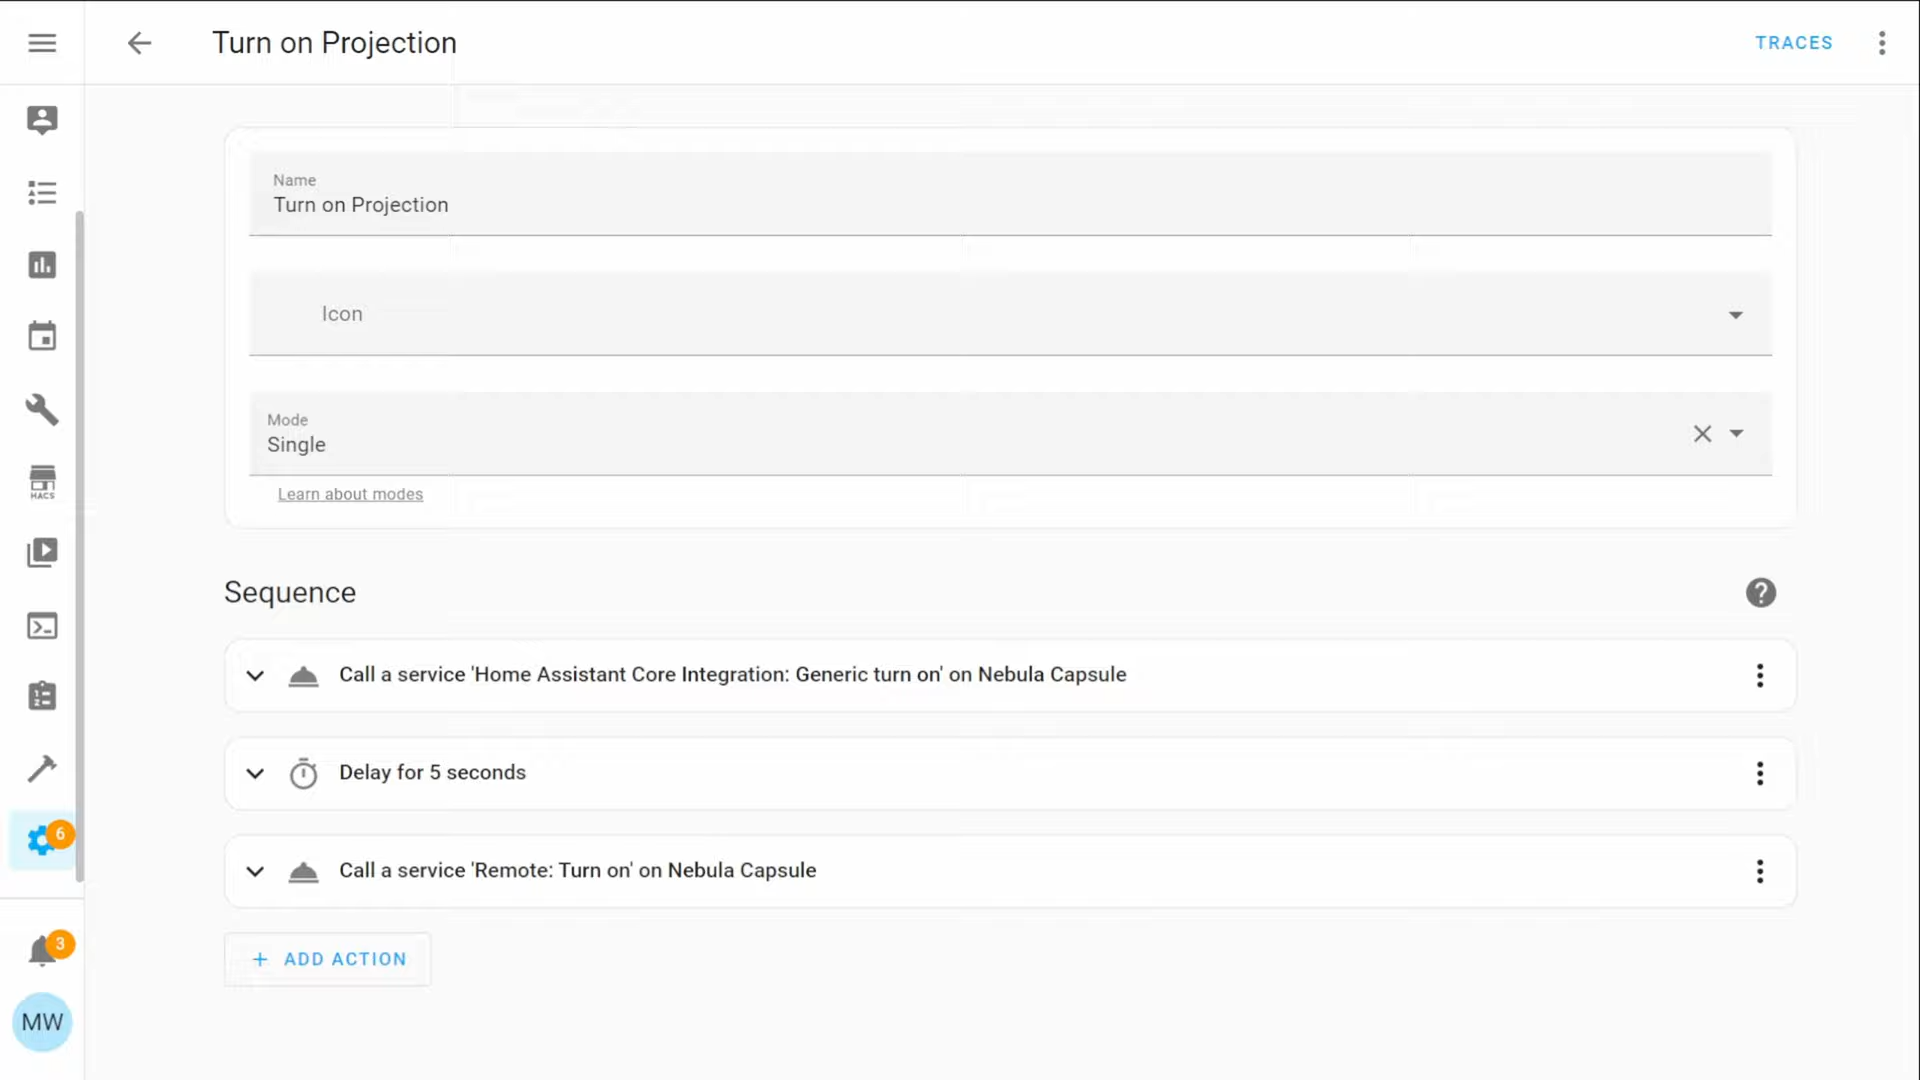 Turn on Projection
TRACES
Name
Turn on Projection
Icon
Mode
Single
Learn about modes
HACS
Sequence
Call a service 'Home Assistant Core Integration: Generic turn on' on Nebula Capsule
Delay for 5 seconds
Call a service 'Remote: Turn on' on Nebula Capsule
6
3
+ ADD ACTION
MW